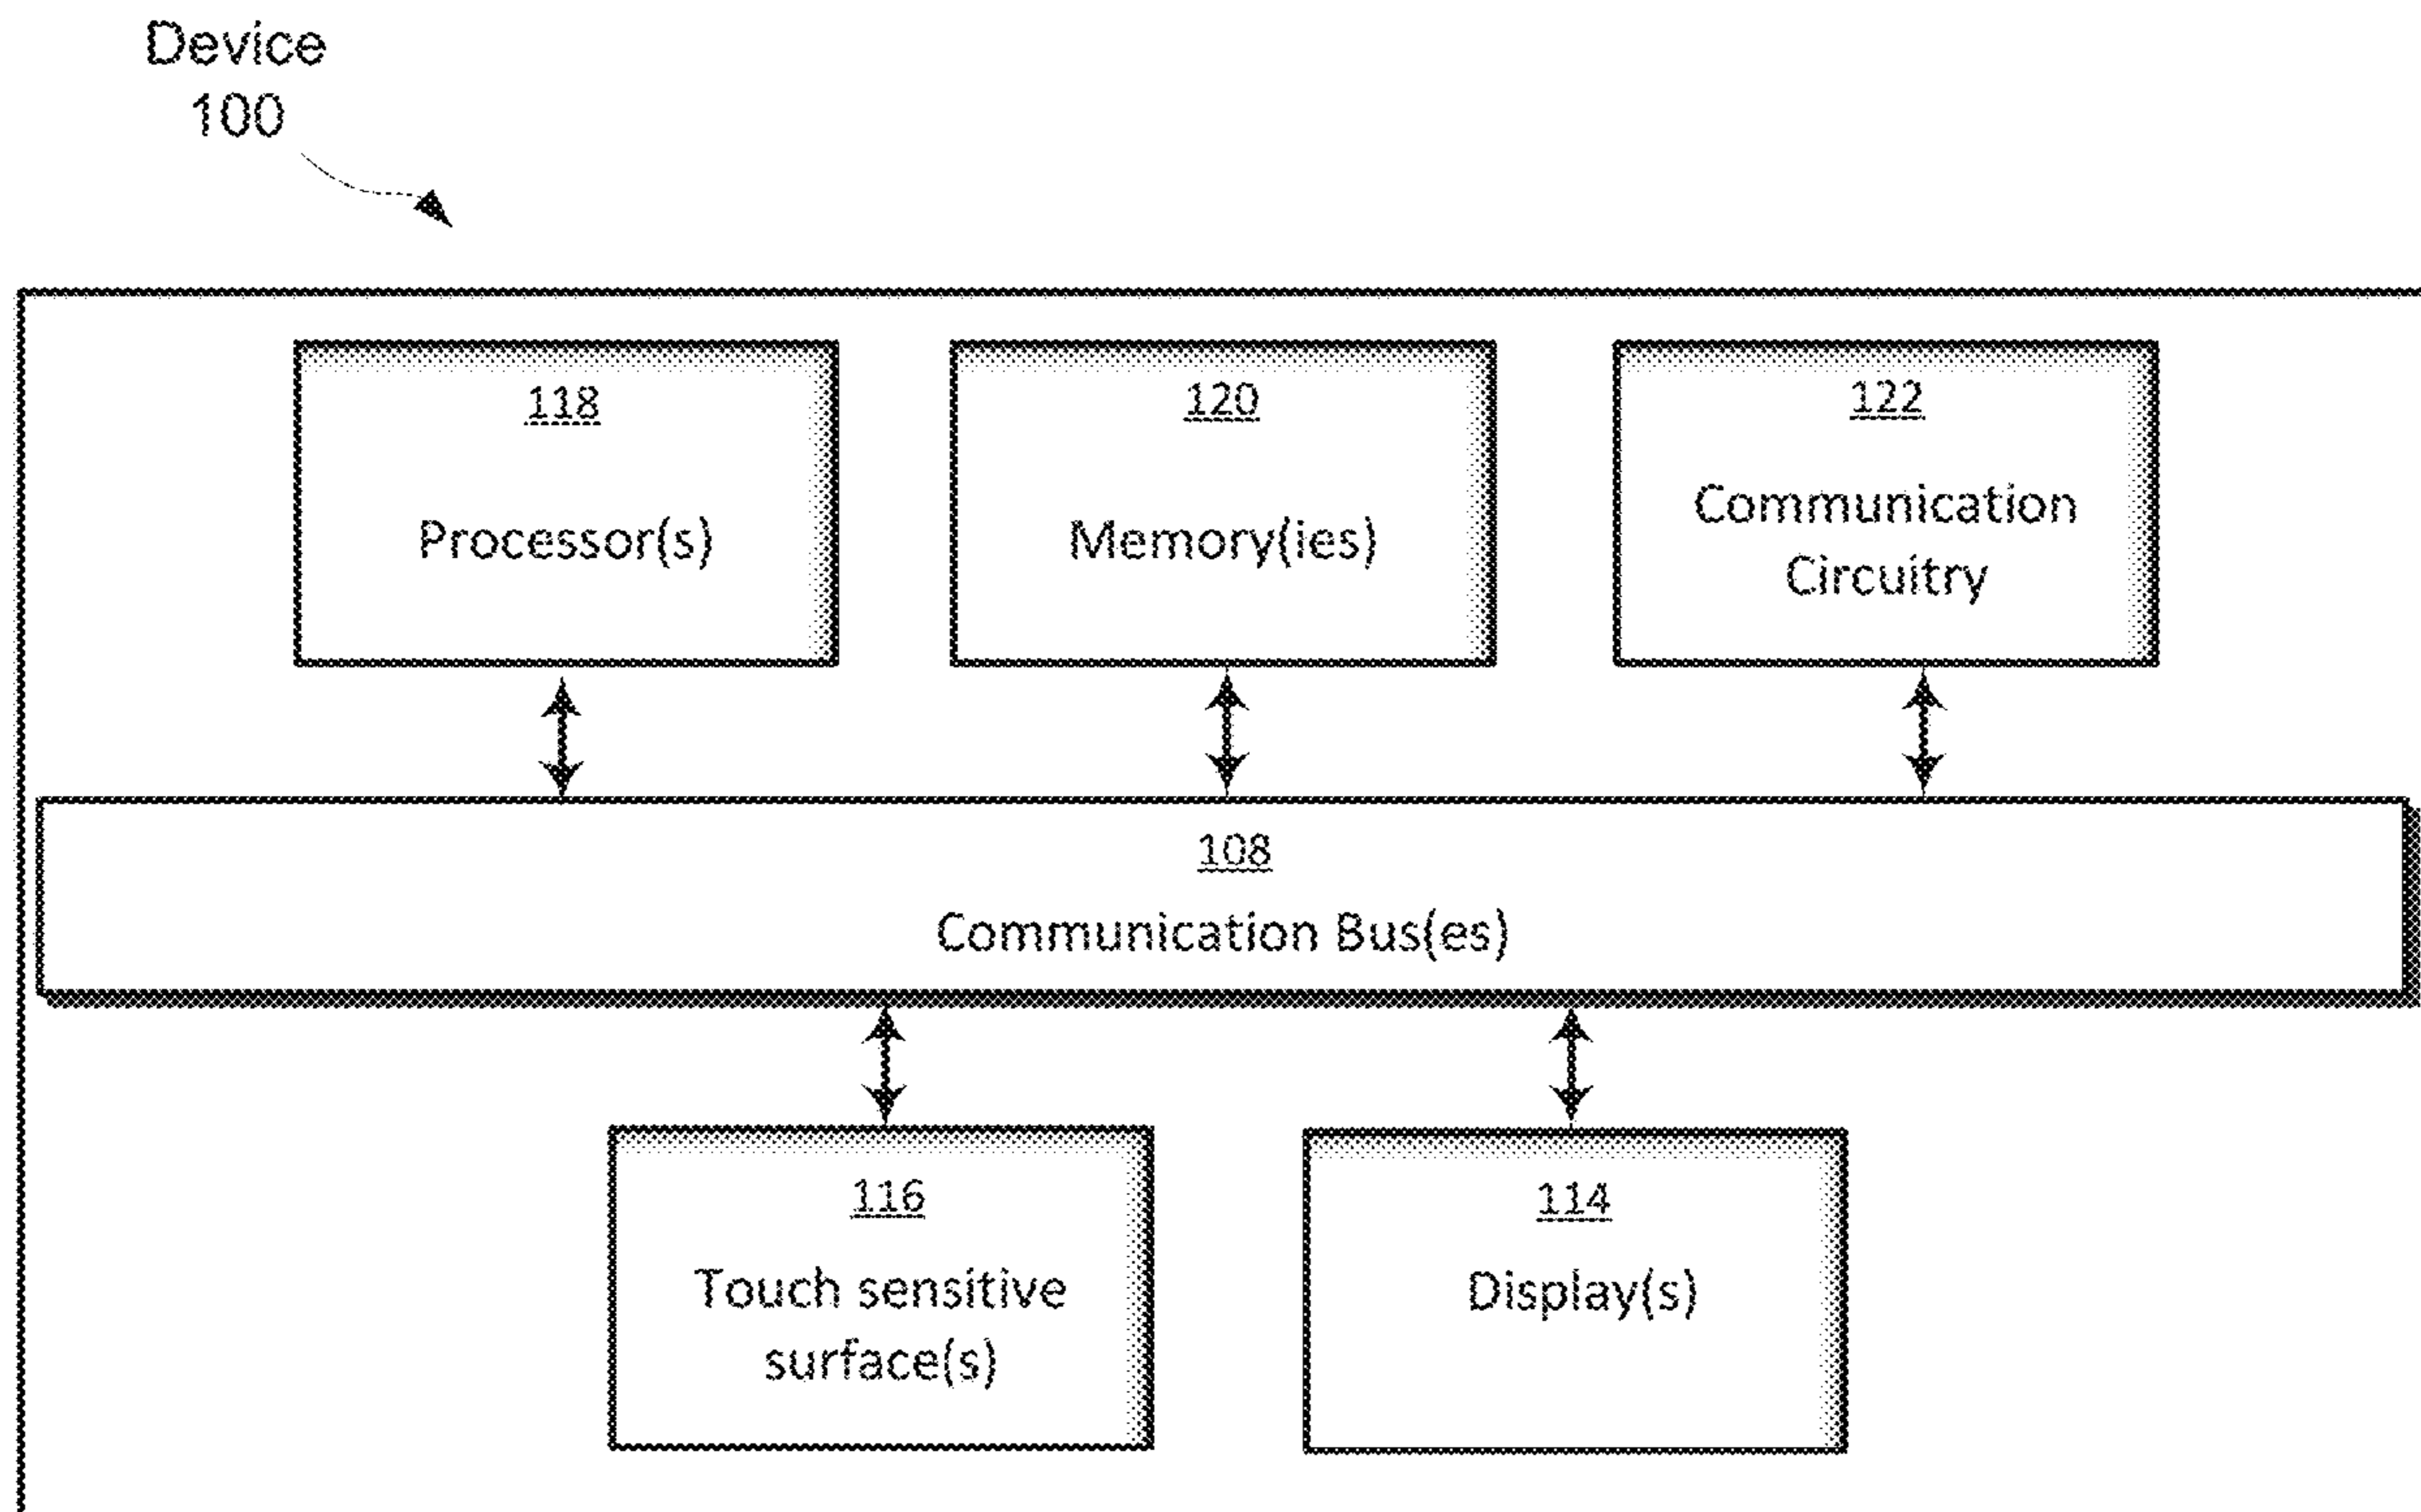 Device
100
118
Processor(s)
120
Memory(ies)
122
Communication
Circuitry
108
Communication Bus(es)
116
Touch sensitive
surface(s)
114
Display(s)